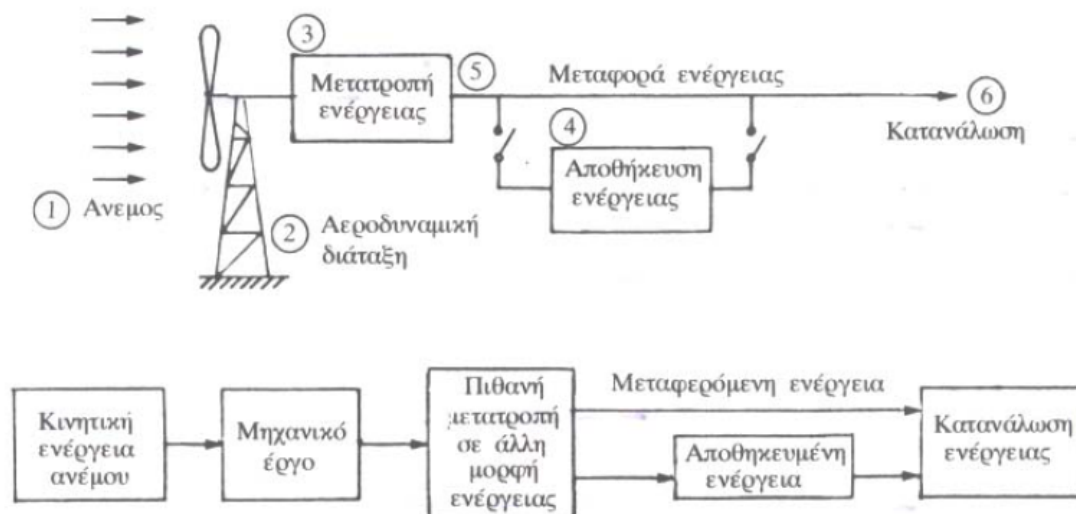 ③
Μετατροπή
ενέργειας
⑤
Μεταφορά ενέργειας
⑥
Κατανάλωση
④
Αποθήκευση
ενέργειας
① Ανεμος
② Αεροδυναμική
διάταξη
Κινητική
ενέργεια
ανέμου
Μηχανικό
έργο
Πιθανή
μετατροπή
σε άλλη
μορφή
ενέργειας
Μεταφερόμενη ενέργεια
Αποθηκευμένη
ενέργεια
Κατανάλωση
ενέργειας